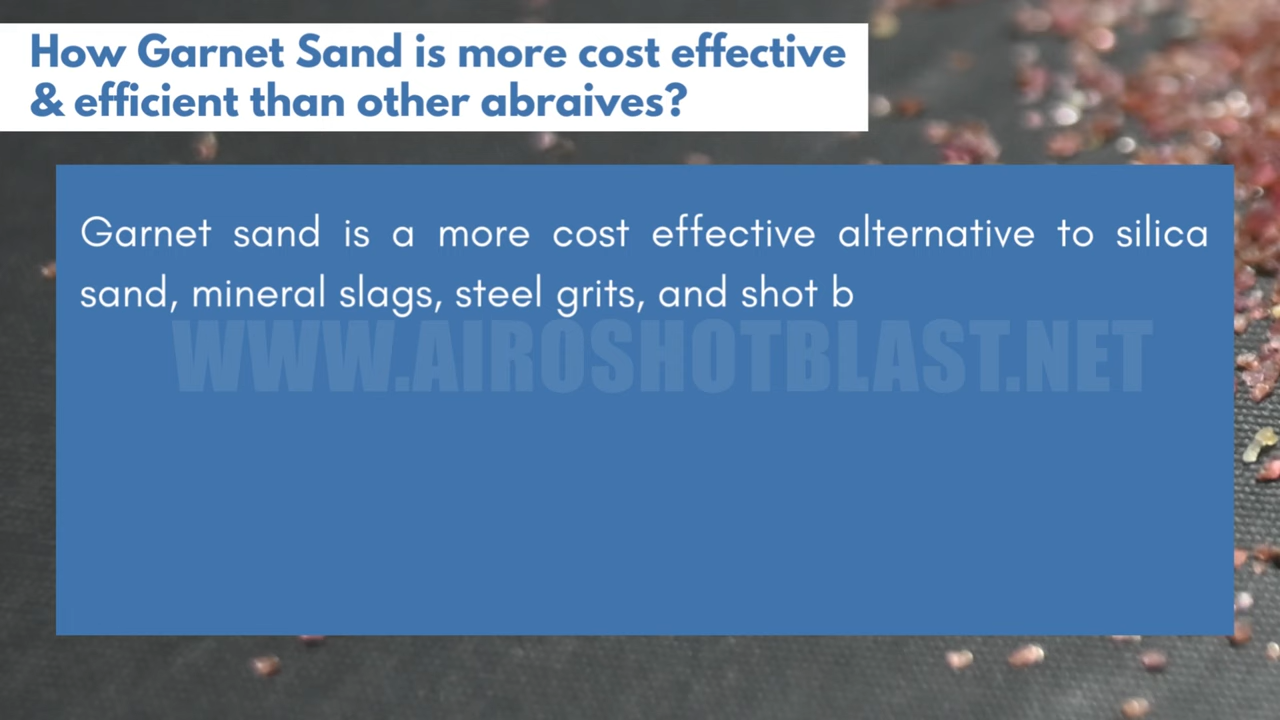 How Garnet Sand is more cost effective
& efficient than other abraives?
Garnet sand is a more cost effective alternative to silica
sand, mineral slags, steel grits, and shot b
WWW.AIROSHOTBLAST.NET